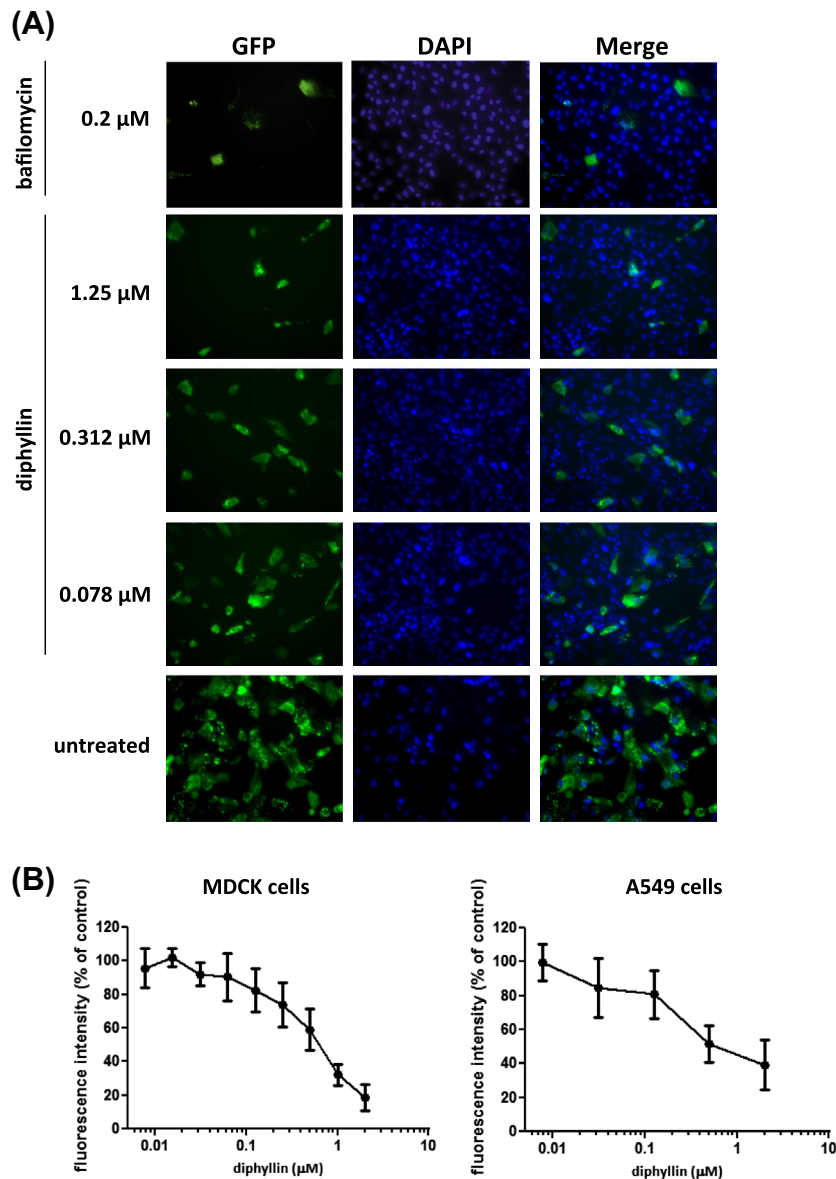 (A)
GFP DAPI Merge
bafilomycin
0.2 µM
diphyllin
1.25 µM
0.312 µM
0.078 µM
untreated
(B)
MDCK cells
fluorescence intensity (% of control)
120
100
80
60
40
20
0
0.01 0.1 1 10
diphyllin (µM)
A549 cells
fluorescence intensity (% of control)
120
100
80
60
40
20
0
0.01 0.1 1 10
diphyllin (µM)